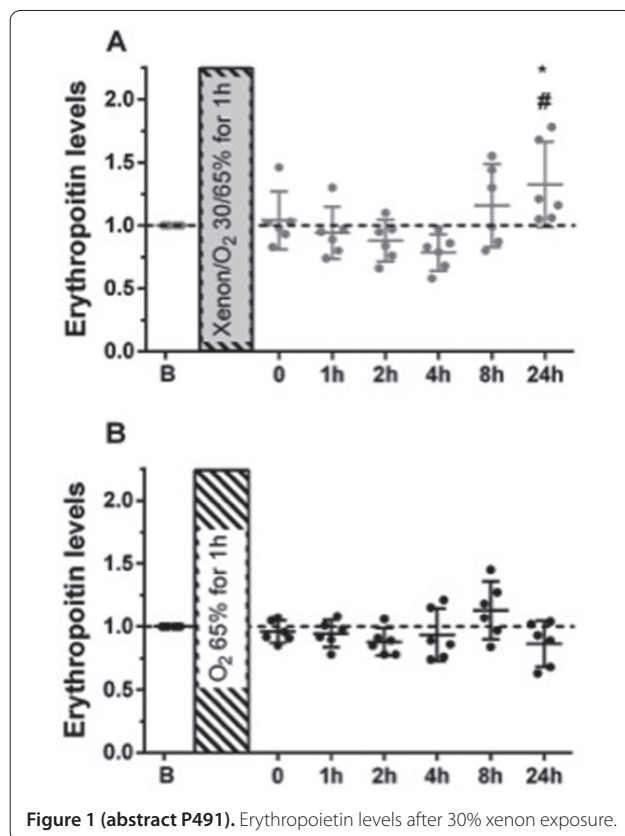 A
Erythropoitin levels
2.0
1.5
1.0
0.5
0.0
Xenon/O₂ 30/65% for 1h
*
#
B 0 1h 2h 4h 8h 24h
B
Erythropoitin levels
2.0
1.5
1.0
0.5
0.0
O₂ 65% for 1h
B 0 1h 2h 4h 8h 24h
Figure 1 (abstract P491). Erythropoietin levels after 30% xenon exposure.